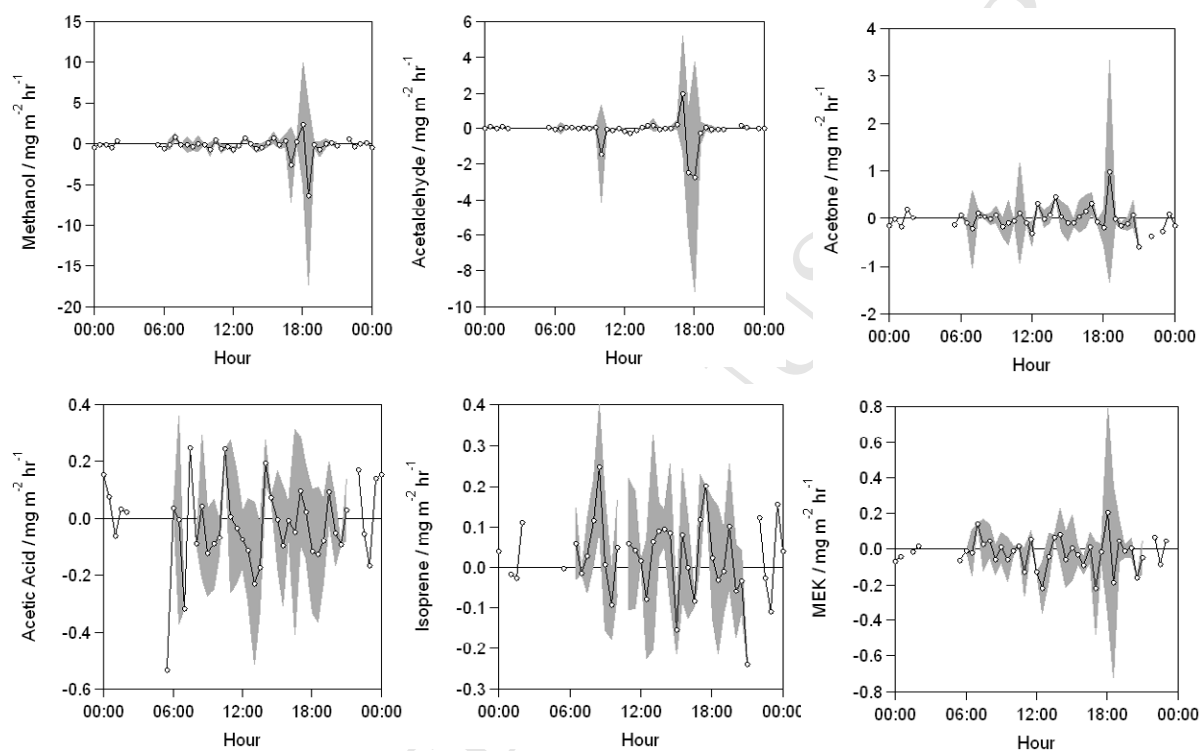 Methanol / mg m⁻² hr⁻¹
15
10
5
0
-5
-10
-15
-20
00:00 06:00 12:00 18:00 00:00
Hour
Acetaldehyde / mg m⁻² hr⁻¹
6
4
2
0
-2
-4
-6
-8
-10
00:00 06:00 12:00 18:00 00:00
Hour
Acetone / mg m⁻² hr⁻¹
4
3
2
1
0
-1
-2
00:00 06:00 12:00 18:00 00:00
Hour
Acetic Acid / mg m⁻² hr⁻¹
0.4
0.2
0.0
-0.2
-0.4
-0.6
00:00 06:00 12:00 18:00 00:00
Hour
Isoprene / mg m⁻² hr⁻¹
0.4
0.3
0.2
0.1
0.0
-0.1
-0.2
-0.3
00:00 06:00 12:00 18:00 00:00
Hour
MEK / mg m⁻² hr⁻¹
0.8
0.6
0.4
0.2
0.0
-0.2
-0.4
-0.6
-0.8
00:00 06:00 12:00 18:00 00:00
Hour